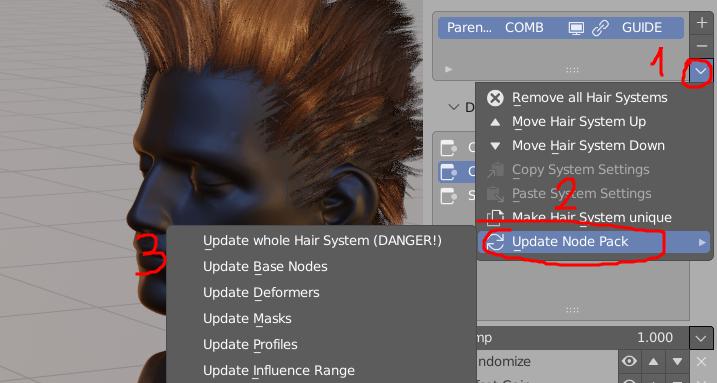 Paren... COMB GUIDE
1
D
Remove all Hair Systems
Move Hair System Up
Move Hair System Down
C
Copy System Settings
C
Paste System Settings
S
2
Make Hair System unique
Update Node Pack
3
Update whole Hair System (DANGER!)
Update Base Nodes
Update Deformers
Update Masks
Update Profiles
Update Influence Range
mp 1.000
ndomize